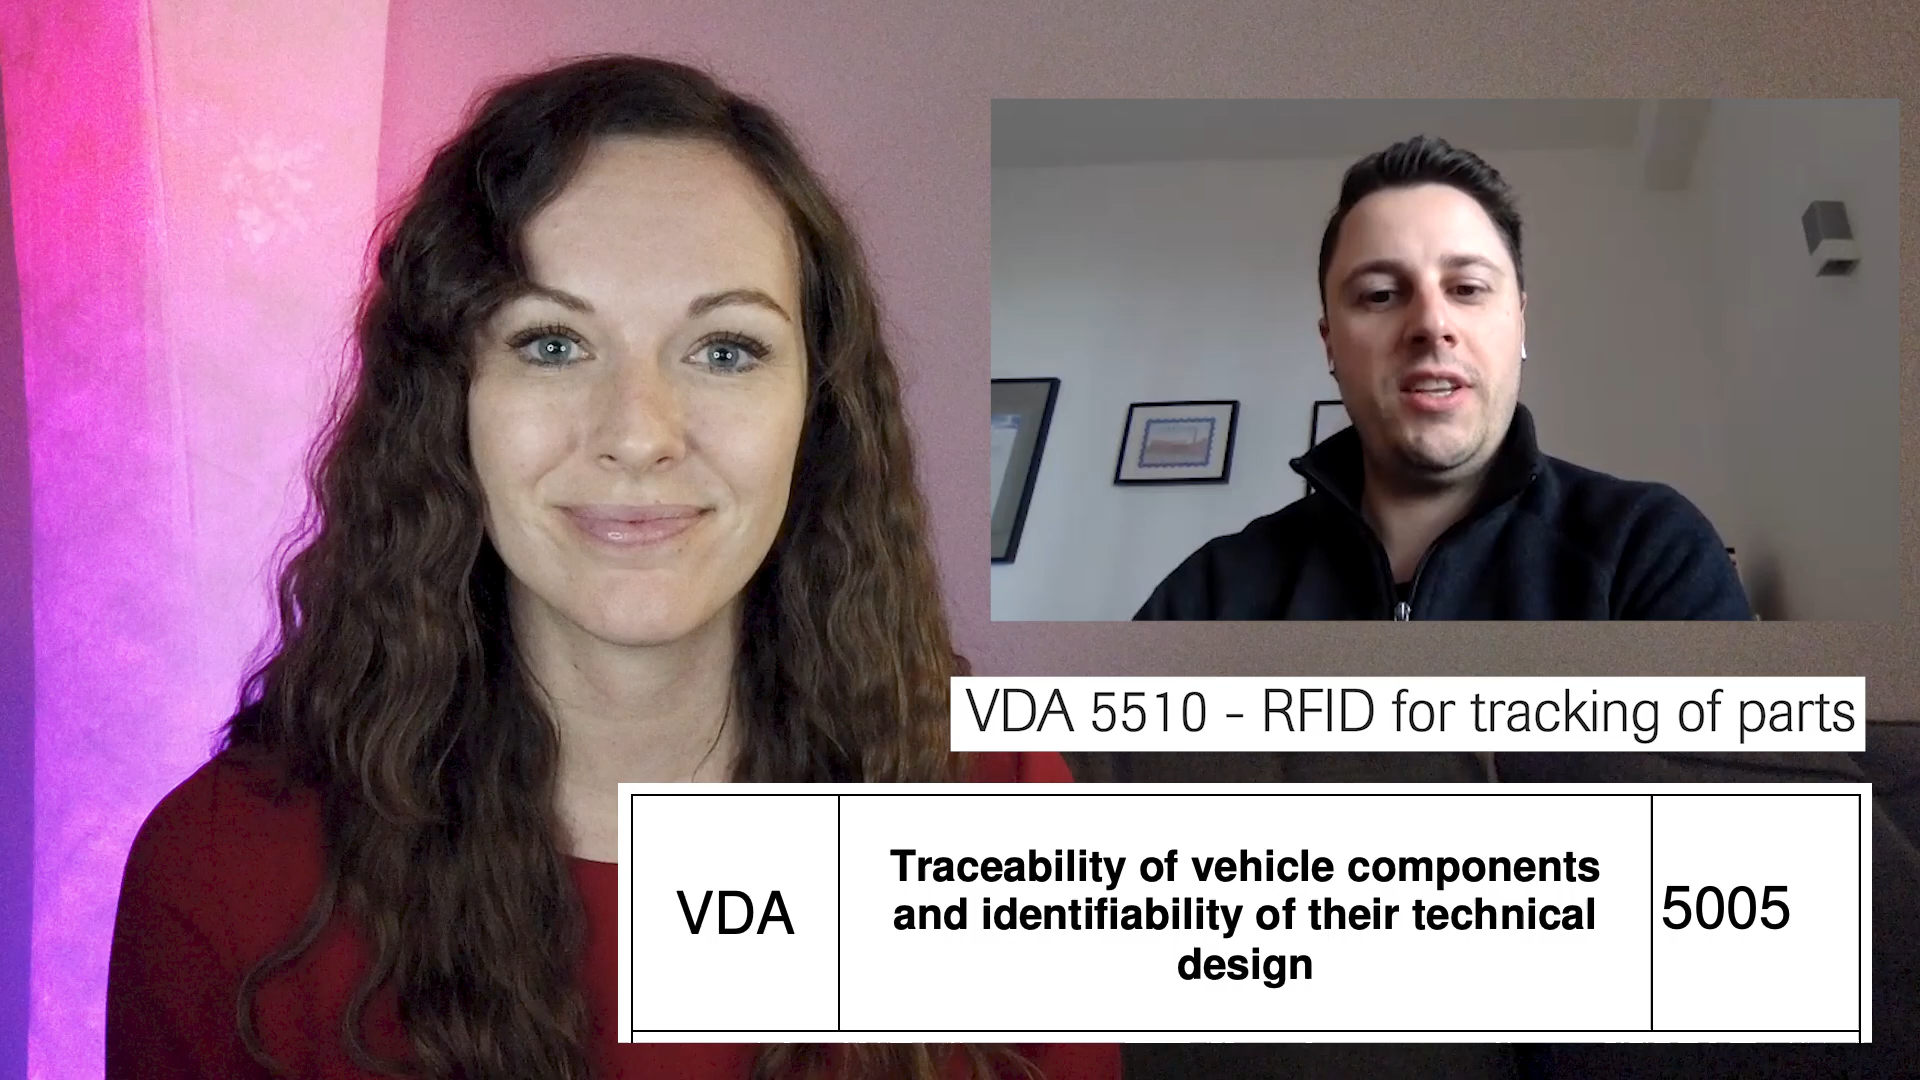 VDA 5510 - RFID for tracking of parts
VDA
Traceability of vehicle components
and identifiability of their technical
design
5005